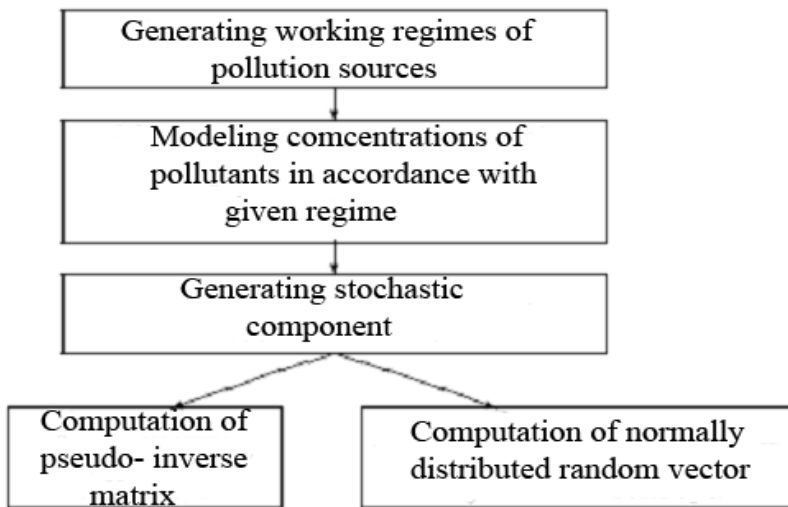 Generating working regimes of
pollution sources
Modeling comcentrations of
pollutants in accordance with
given regime
Generating stochastic
component
Computation of
pseudo- inverse
matrix
Computation of normally
distributed random vector